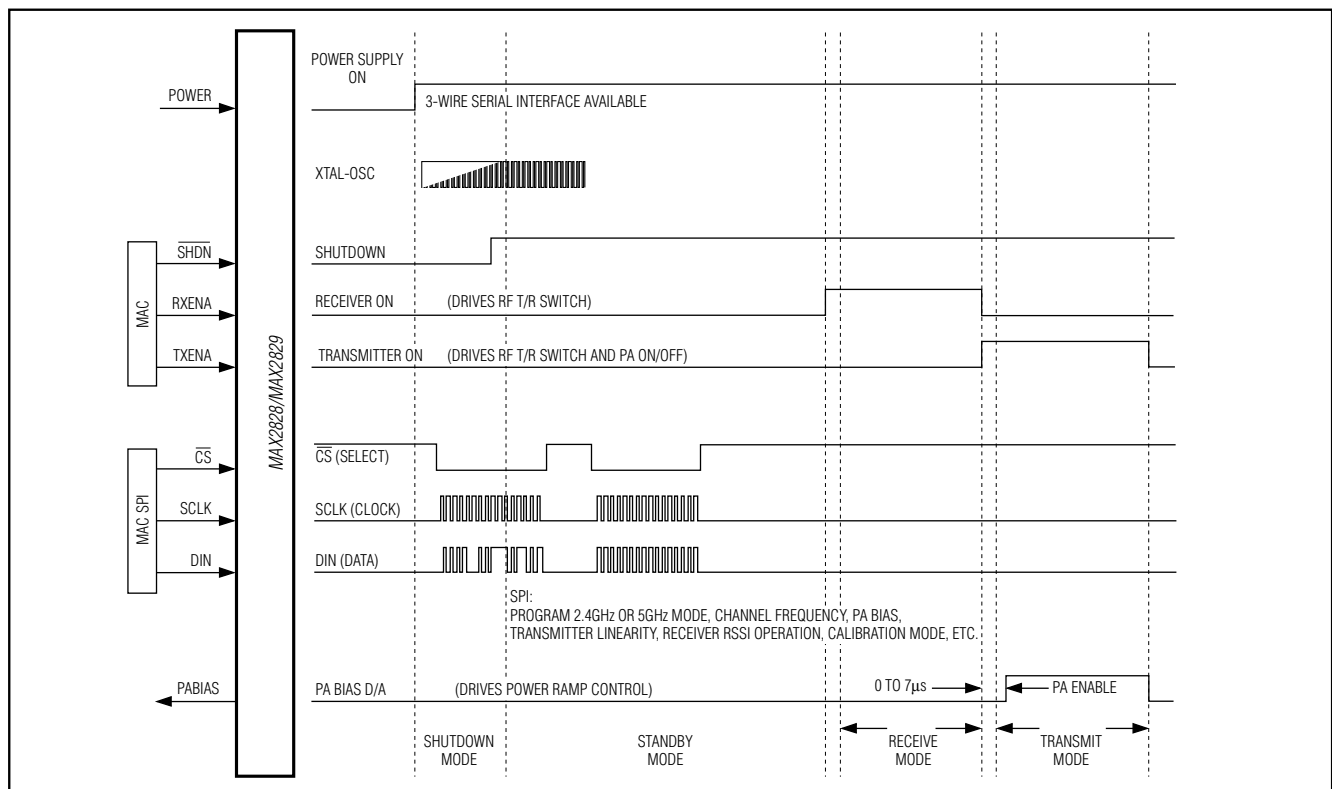 POWER SUPPLY
ON
POWER
3-WIRE SERIAL INTERFACE AVAILABLE
XTAL-OSC
MAC
SHDN
SHUTDOWN
RXENA
RECEIVER ON
(DRIVES RF T/R SWITCH)
TXENA
TRANSMITTER ON
(DRIVES RF T/R SWITCH AND PA ON/OFF)
MAX2828/MAX2829
MAC SPI
CS
CS (SELECT)
SCLK
SCLK (CLOCK)
DIN
DIN (DATA)
SPI:
PROGRAM 2.4GHz OR 5GHz MODE, CHANNEL FREQUENCY, PA BIAS,
TRANSMITTER LINEARITY, RECEIVER RSSI OPERATION, CALIBRATION MODE, ETC.
PABIAS
PA BIAS D/A
(DRIVES POWER RAMP CONTROL)
0 TO 7μs
PA ENABLE
SHUTDOWN
MODE
STANDBY
MODE
RECEIVE
MODE
TRANSMIT
MODE